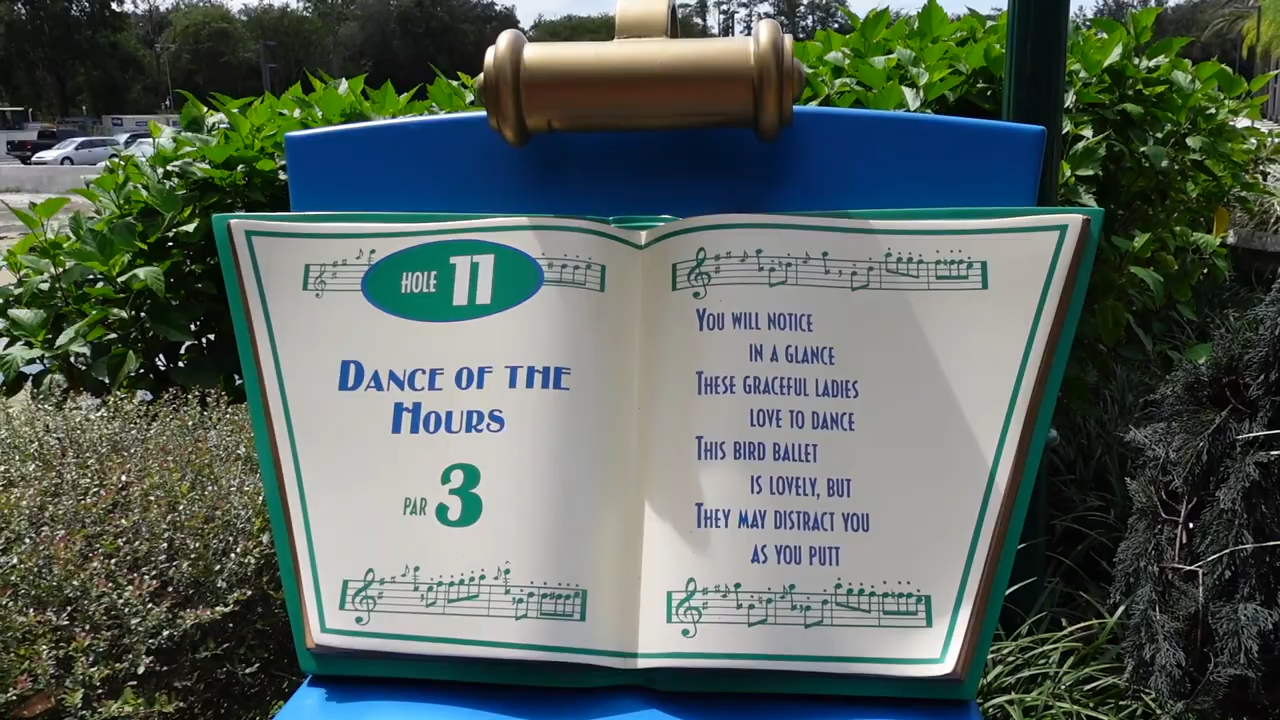 HOLE 11
DANCE OF THE
HOURS
PAR 3
YOU WILL NOTICE
IN A GLANCE
THESE GRACEFUL LADIES
LOVE TO DANCE
THIS BIRD BALLET
IS LOVELY, BUT
THEY MAY DISTRACT YOU
AS YOU PUTT